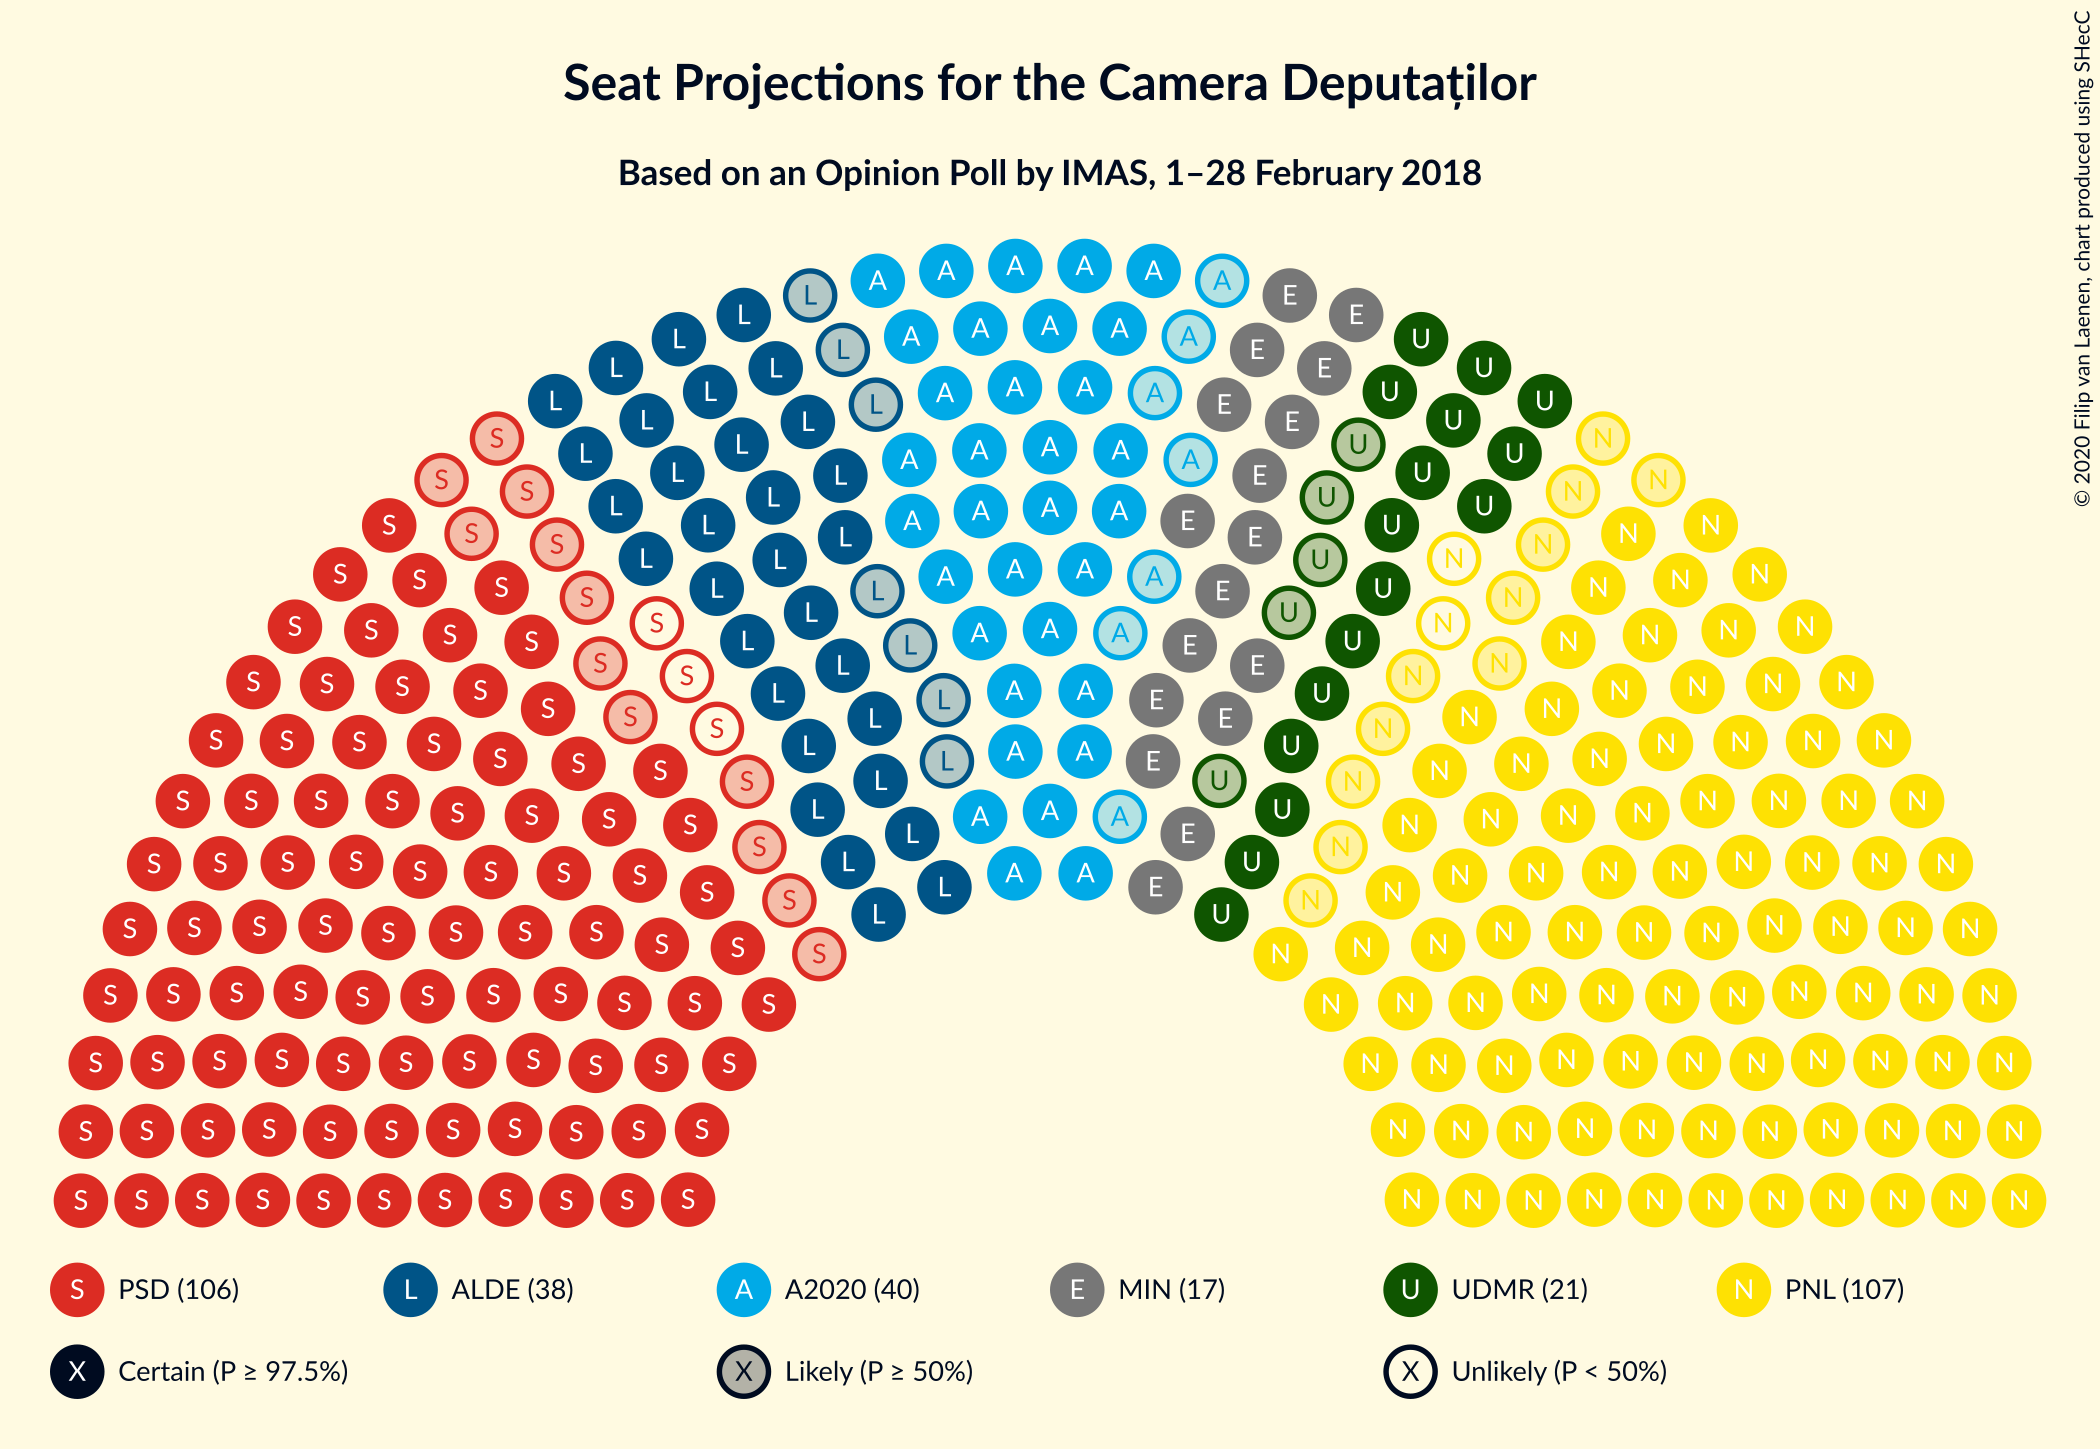 Seat Projections for the Camera Deputaților
Based on an Opinion Poll by IMAS, 1–28 February 2018
© 2020 Filip van Laenen, chart produced using SHecC
S PSD (106) L ALDE (38) A A2020 (40) E MIN (17) U UDMR (21) N PNL (107)
X Certain (P ≥ 97.5%) X Likely (P ≥ 50%) X Unlikely (P < 50%)